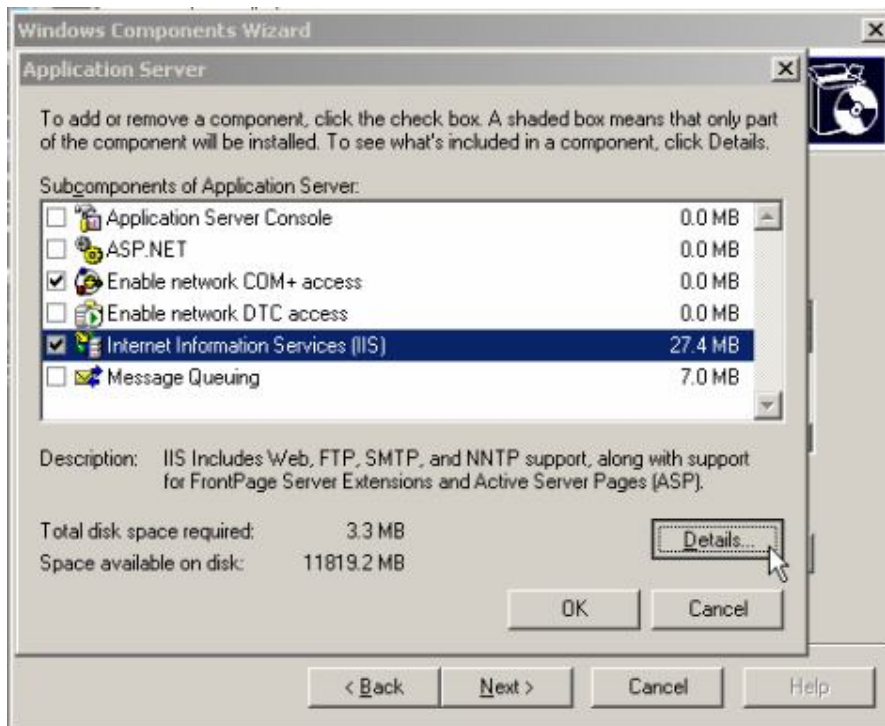 Windows Components Wizard
Application Server
To add or remove a component, click the check box. A shaded box means that only part
of the component will be installed. To see what's included in a component, click Details.
Subcomponents of Application Server:
Application Server Console 0.0 MB
ASP.NET 0.0 MB
Enable network COM+ access 0.0 MB
Enable network DTC access 0.0 MB
Internet Information Services (IIS) 27.4 MB
Message Queuing 7.0 MB
Description: IIS Includes Web, FTP, SMTP, and NNTP support, along with support
for FrontPage Server Extensions and Active Server Pages (ASP).
Total disk space required: 3.3 MB
Space available on disk: 11819.2 MB
Details...
OK Cancel
< Back Next > Cancel Help